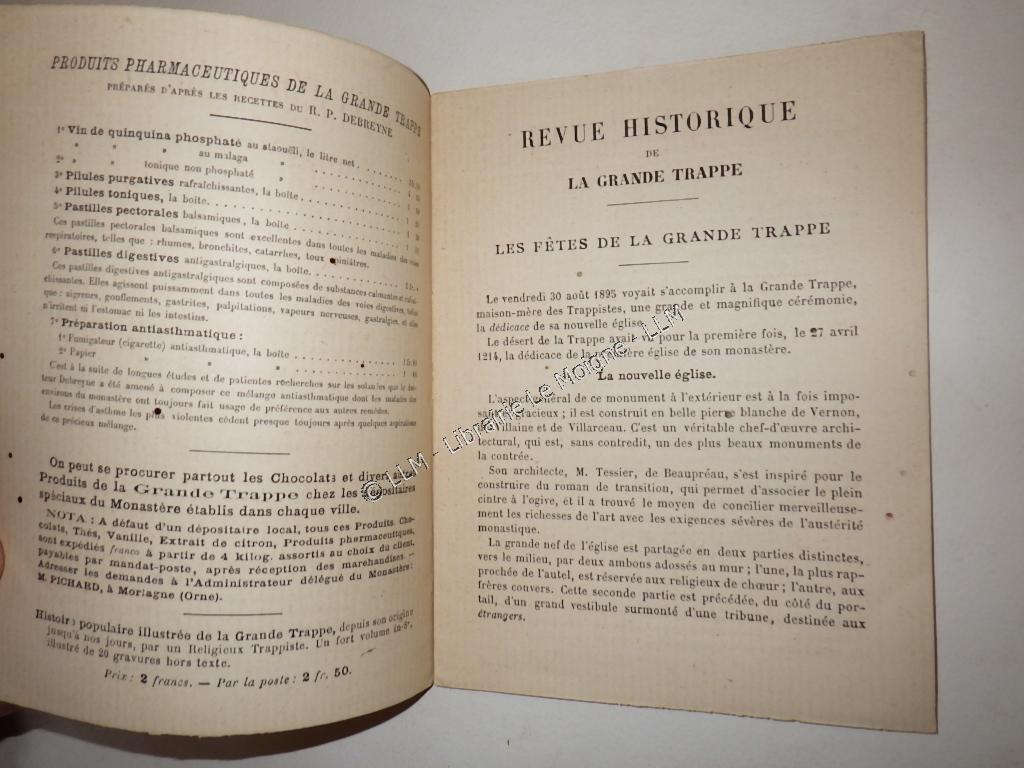 PRODUITS PHARMACEUTIQUES DE LA GRANDE TRAPPE
PRÉPARÉS D'APRÈS LES RECETTES DU R. P. DEBREYNE
1º Vin de quinquina phosphaté au staouëli, le litre net
" " " au malaga "
2º " " tonique non phosphaté "
3º Pilules purgatives rafraîchissantes, la boîte
4º Pilules toniques, la boîte
5º Pastilles pectorales balsamiques, la boîte
Ces pastilles pectorales balsamiques sont excellentes dans toutes les maladies des voies
respiratoires, telles que : rhumes, bronchites, catarrhes, toux opiniâtres.
6º Pastilles digestives antigastralgiques, la boîte
Ces pastilles digestives antigastralgiques sont composées de substances calmantes et rafraî-
chissantes. Elles agissent puissamment dans toutes les maladies des voies digestives, telles
que : aigreurs, gonflements, gastrites, palpitations, vapeurs nerveuses, gastralgies, et elles
n'irritent ni l'estomac ni les intestins.
7º Préparation antiasthmatique :
1º Fumigateur (cigarette) antiasthmatique, la boîte
2º Papier " "
C'est à la suite de longues études et de patientes recherches sur les solanées que le doc-
teur Debreyne a été amené à composer ce mélange antiasthmatique dont les malades des
environs du monastère ont toujours fait usage de préférence aux autres remèdes.
Les crises d'asthme les plus violentes cèdent presque toujours après quelques aspirations
de ce précieux mélange.
On peut se procurer partout les Chocolats et divers autres
Produits de la Grande Trappe chez les dépositaires
spéciaux du Monastère établis dans chaque ville.
NOTA : A défaut d'un dépositaire local, tous ces Produits, Cho-
colats, Thés, Vanille, Extrait de citron, Produits pharmaceutiques,
sont expédiés franco à partir de 4 kilog. assortis au choix du client,
payables par mandat-poste, après réception des marchandises. —
Adresser les demandes à l'Administrateur délégué du Monastère:
M. PICHARD, à Mortagne (Orne).
Histoire populaire illustrée de la Grande Trappe, depuis son origine
jusqu'à nos jours, par un Religieux Trappiste. Un fort volume in-8º,
illustré de 20 gravures hors texte.
Prix: 2 francs. — Par la poste: 2 fr. 50.
REVUE HISTORIQUE
DE
LA GRANDE TRAPPE
LES FÊTES DE LA GRANDE TRAPPE
Le vendredi 30 août 1895 voyait s'accomplir à la Grande Trappe,
maison-mère des Trappistes, une grande et magnifique cérémonie,
la dédicace de sa nouvelle église.
Le désert de la Trappe avait vu pour la première fois, le 27 avril
1214, la dédicace de la première église de son monastère.
La nouvelle église.
L'aspect général de ce monument à l'extérieur est à la fois impo-
sant et gracieux ; il est construit en belle pierre blanche de Vernon,
de Villaine et de Villarceau. C'est un véritable chef-d'œuvre archi-
tectural, qui est, sans contredit, un des plus beaux monuments de
la contrée.
Son architecte, M. Tessier, de Beaupréau, s'est inspiré pour le
construire du roman de transition, qui permet d'associer le plein
cintre à l'ogive, et il a trouvé le moyen de concilier merveilleuse-
ment les richesses de l'art avec les exigences sévères de l'austérité
monastique.
La grande nef de l'église est partagée en deux parties distinctes,
vers le milieu, par deux ambons adossés au mur ; l'une, la plus rap-
prochée de l'autel, est réservée aux religieux de chœur ; l'autre, aux
frères convers. Cette seconde partie est précédée, du côté du por-
tail, d'un grand vestibule surmonté d'une tribune, destinée aux
étrangers.
© LLM - Librairie Le Moigne - LLM